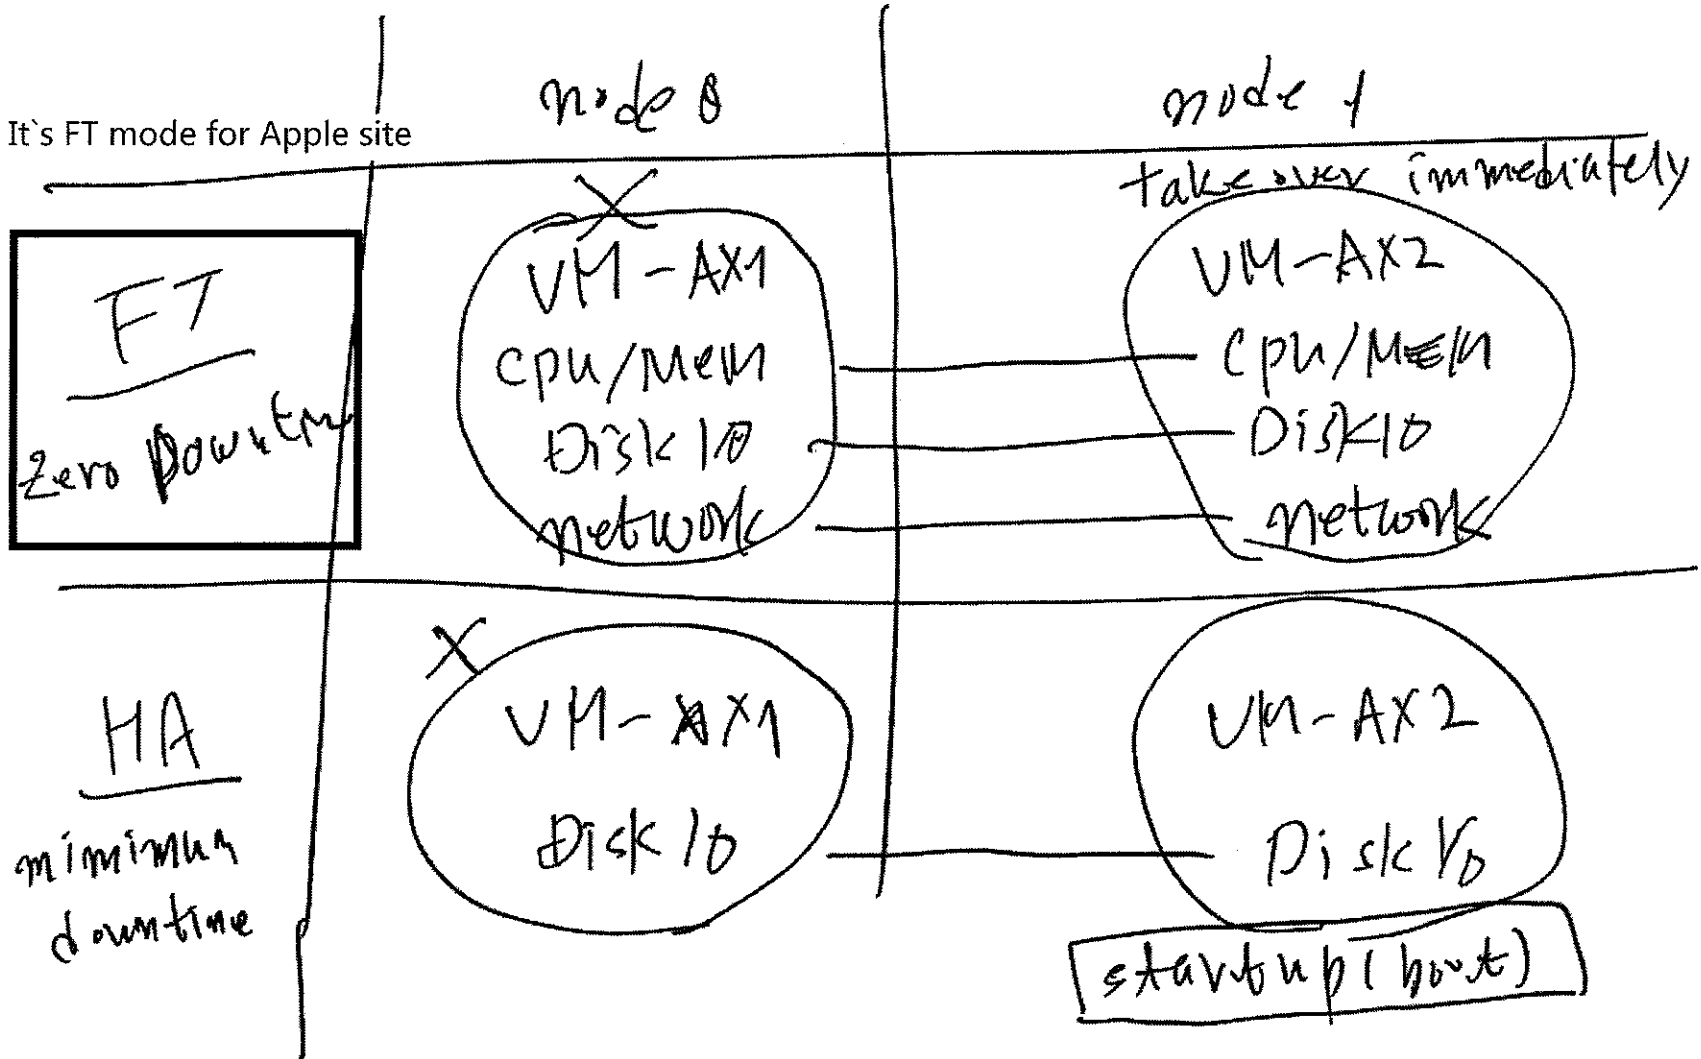 node 0
node 1
It`s FT mode for Apple site
take over immediately
FT
Zero Downtm
VM-AX1
CPU/MEM
Disk IO
network
VM-AX2
CPU/MEM
Disk IO
network
HA
mimimum
downtime
VM-AX1
Disk IO
VM-AX2
Disk I/O
startup (boot)